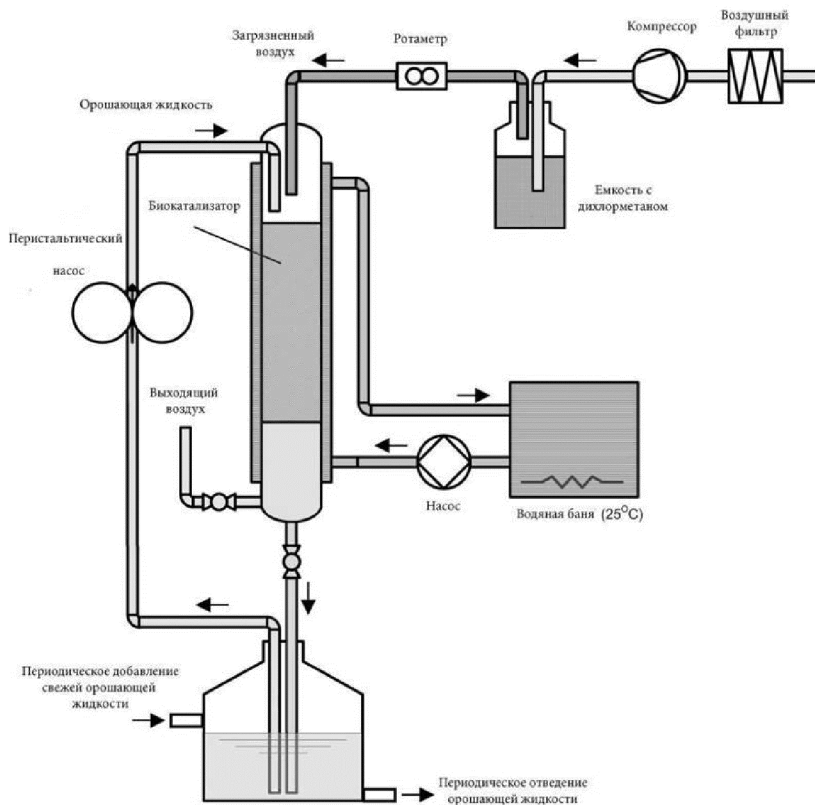 Воздушный
фильтр
Компрессор
Загрязненный
воздух
Ротаметр
Орошающая жидкость
Емкость с
дихлорметаном
Биокатализатор
Перистальтический
насос
Выходящий
воздух
Насос
Водяная баня (25°C)
Периодическое добавление
свежей орошающей
жидкости
Периодическое отведение
орошающей жидкости